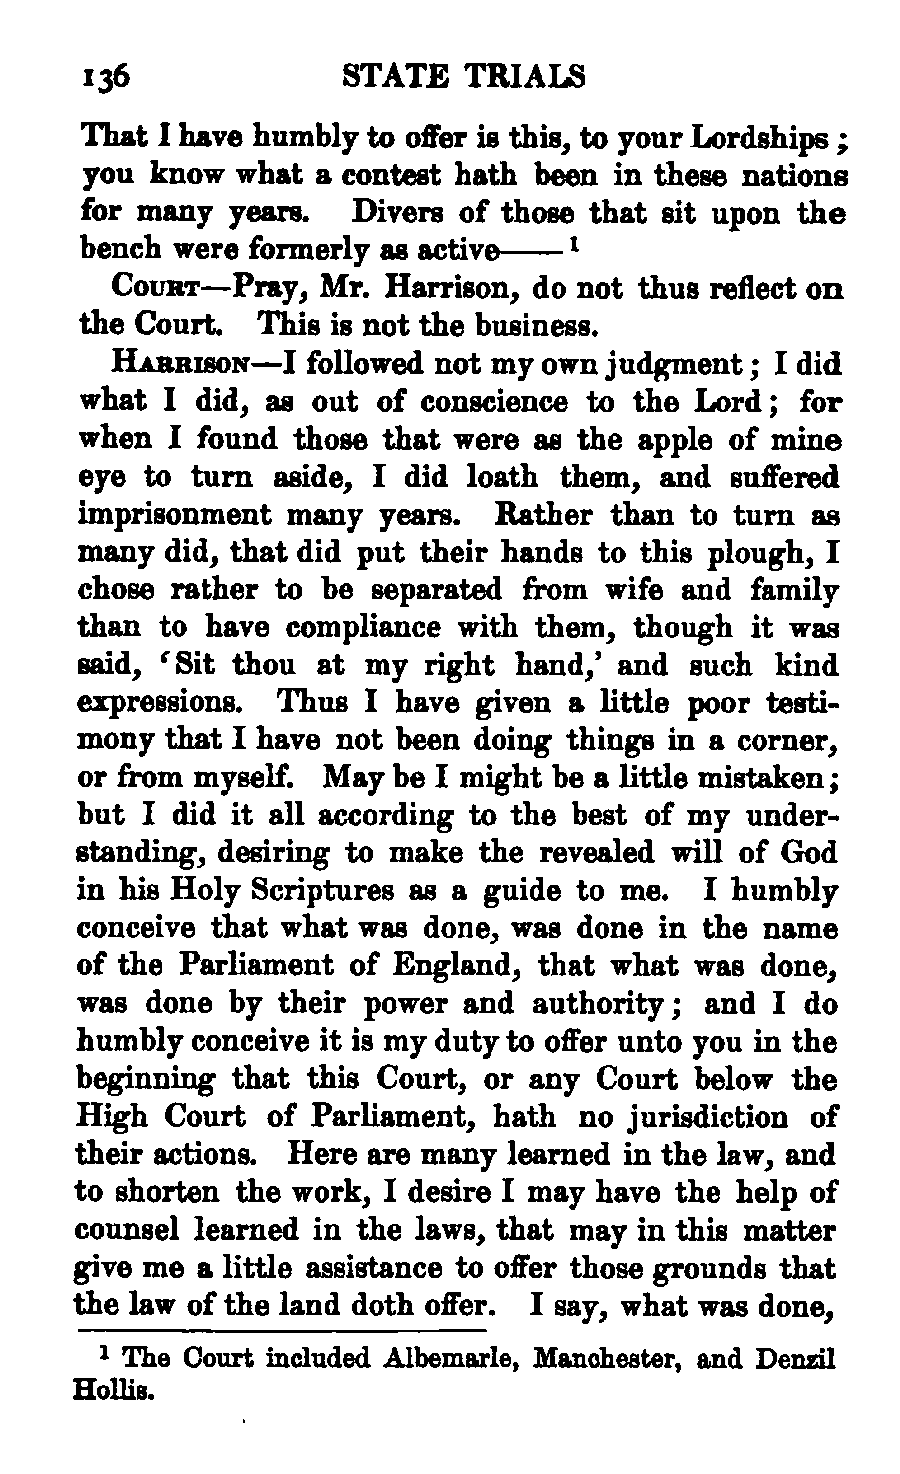 136 STATE TRIALS
That I have humbly to offer is this, to your Lordships ;
you know what a contest hath been in these nations
for many years. Divers of those that sit upon the
bench were formerly as active—— ¹
COURT—Pray, Mr. Harrison, do not thus reflect on
the Court. This is not the business.
HARRISON—I followed not my own judgment ; I did
what I did, as out of conscience to the Lord ; for
when I found those that were as the apple of mine
eye to turn aside, I did loath them, and suffered
imprisonment many years. Rather than to turn as
many did, that did put their hands to this plough, I
chose rather to be separated from wife and family
than to have compliance with them, though it was
said, ‘Sit thou at my right hand,’ and such kind
expressions. Thus I have given a little poor testi-
mony that I have not been doing things in a corner,
or from myself. May be I might be a little mistaken ;
but I did it all according to the best of my under-
standing, desiring to make the revealed will of God
in his Holy Scriptures as a guide to me. I humbly
conceive that what was done, was done in the name
of the Parliament of England, that what was done,
was done by their power and authority ; and I do
humbly conceive it is my duty to offer unto you in the
beginning that this Court, or any Court below the
High Court of Parliament, hath no jurisdiction of
their actions. Here are many learned in the law, and
to shorten the work, I desire I may have the help of
counsel learned in the laws, that may in this matter
give me a little assistance to offer those grounds that
the law of the land doth offer. I say, what was done,
¹ The Court included Albemarle, Manchester, and Denzil
Hollis.